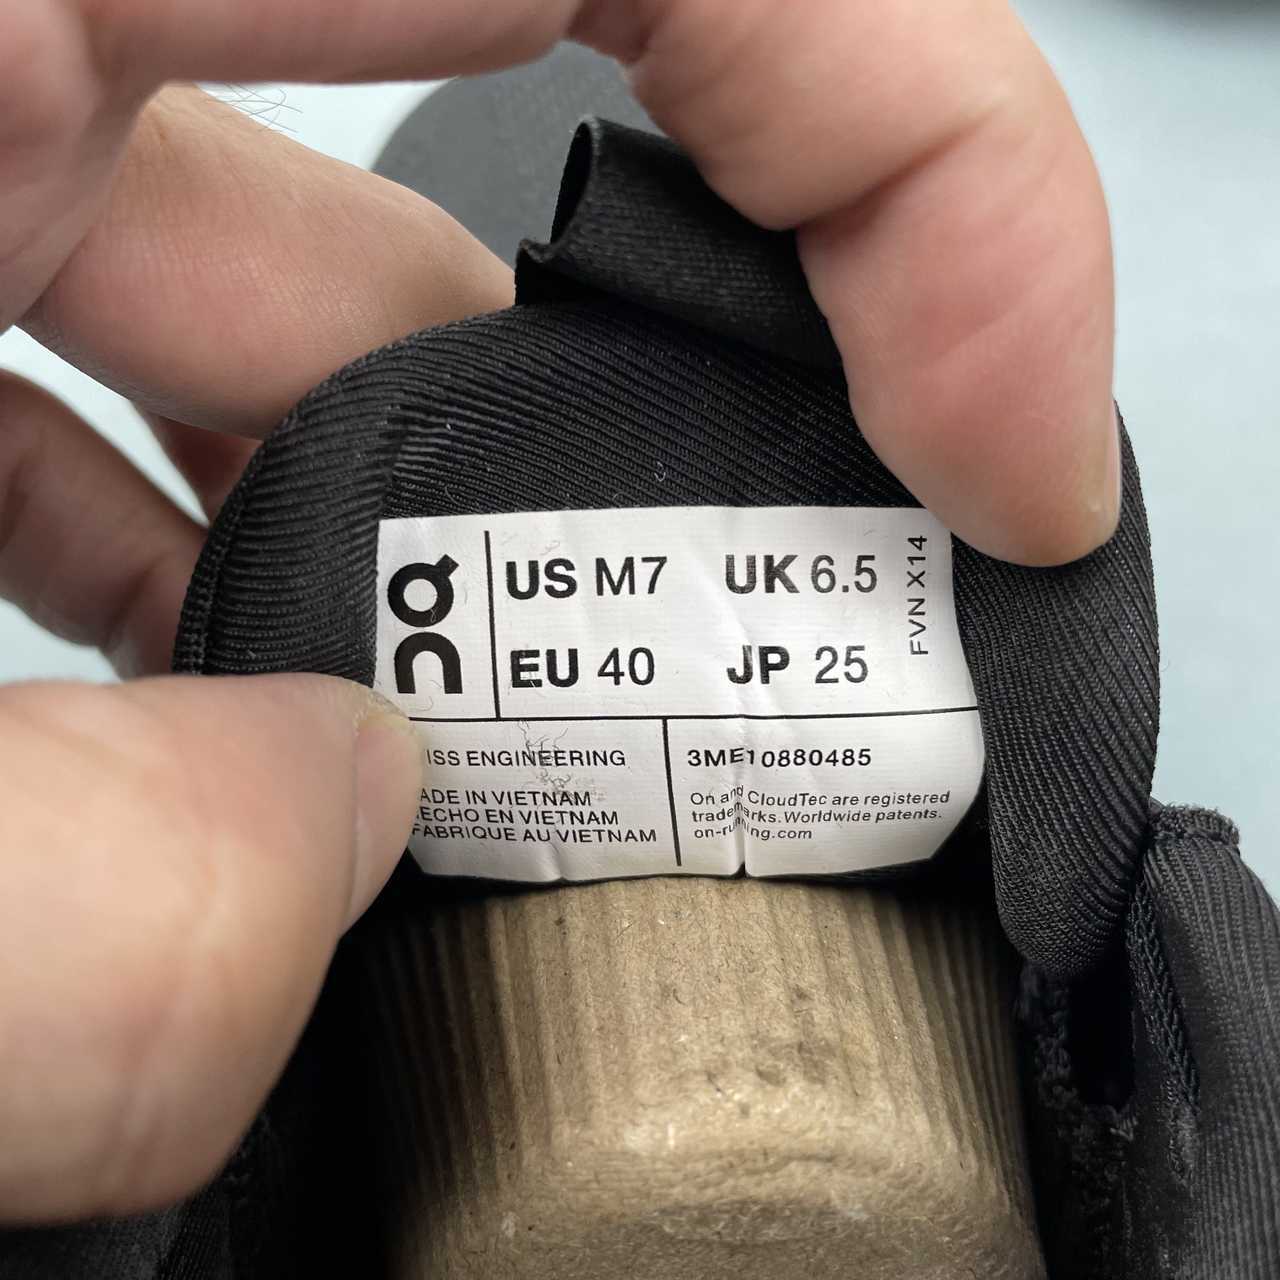 On
US M7 UK 6.5
EU 40 JP 25
FVN X14
ISS ENGINEERING
ADE IN VIETNAM
ECHO EN VIETNAM
FABRIQUE AU VIETNAM
3ME10880485
On and CloudTec are registered
trademarks. Worldwide patents.
on-running.com